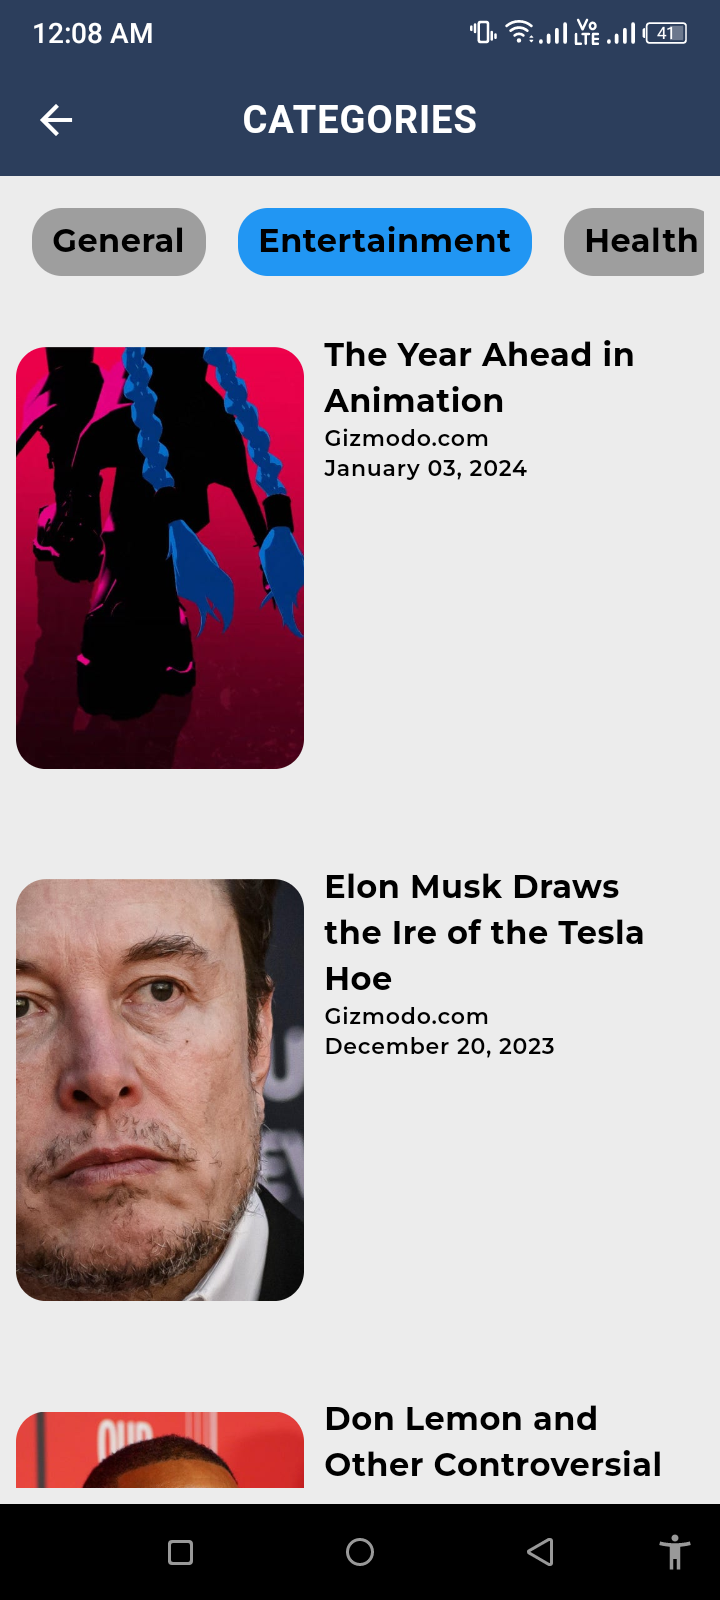 12:08 AM
Vo
LTE
41
CATEGORIES
General
Entertainment
Health
The Year Ahead in
Animation
Gizmodo.com
January 03, 2024
Elon Musk Draws
the Ire of the Tesla
Hoe
Gizmodo.com
December 20, 2023
Don Lemon and
Other Controversial